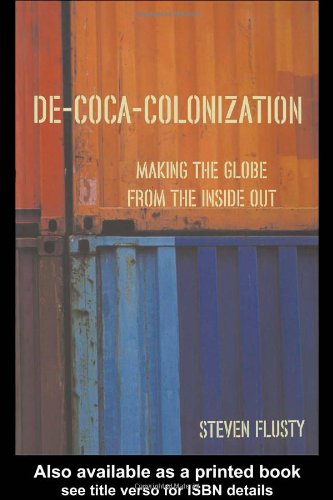 DE-COCA-COLONIZATION
MAKING THE GLOBE
FROM THE INSIDE OUT
STEVEN FLUSTY
Also available as a printed book
see title verso for ISBN details